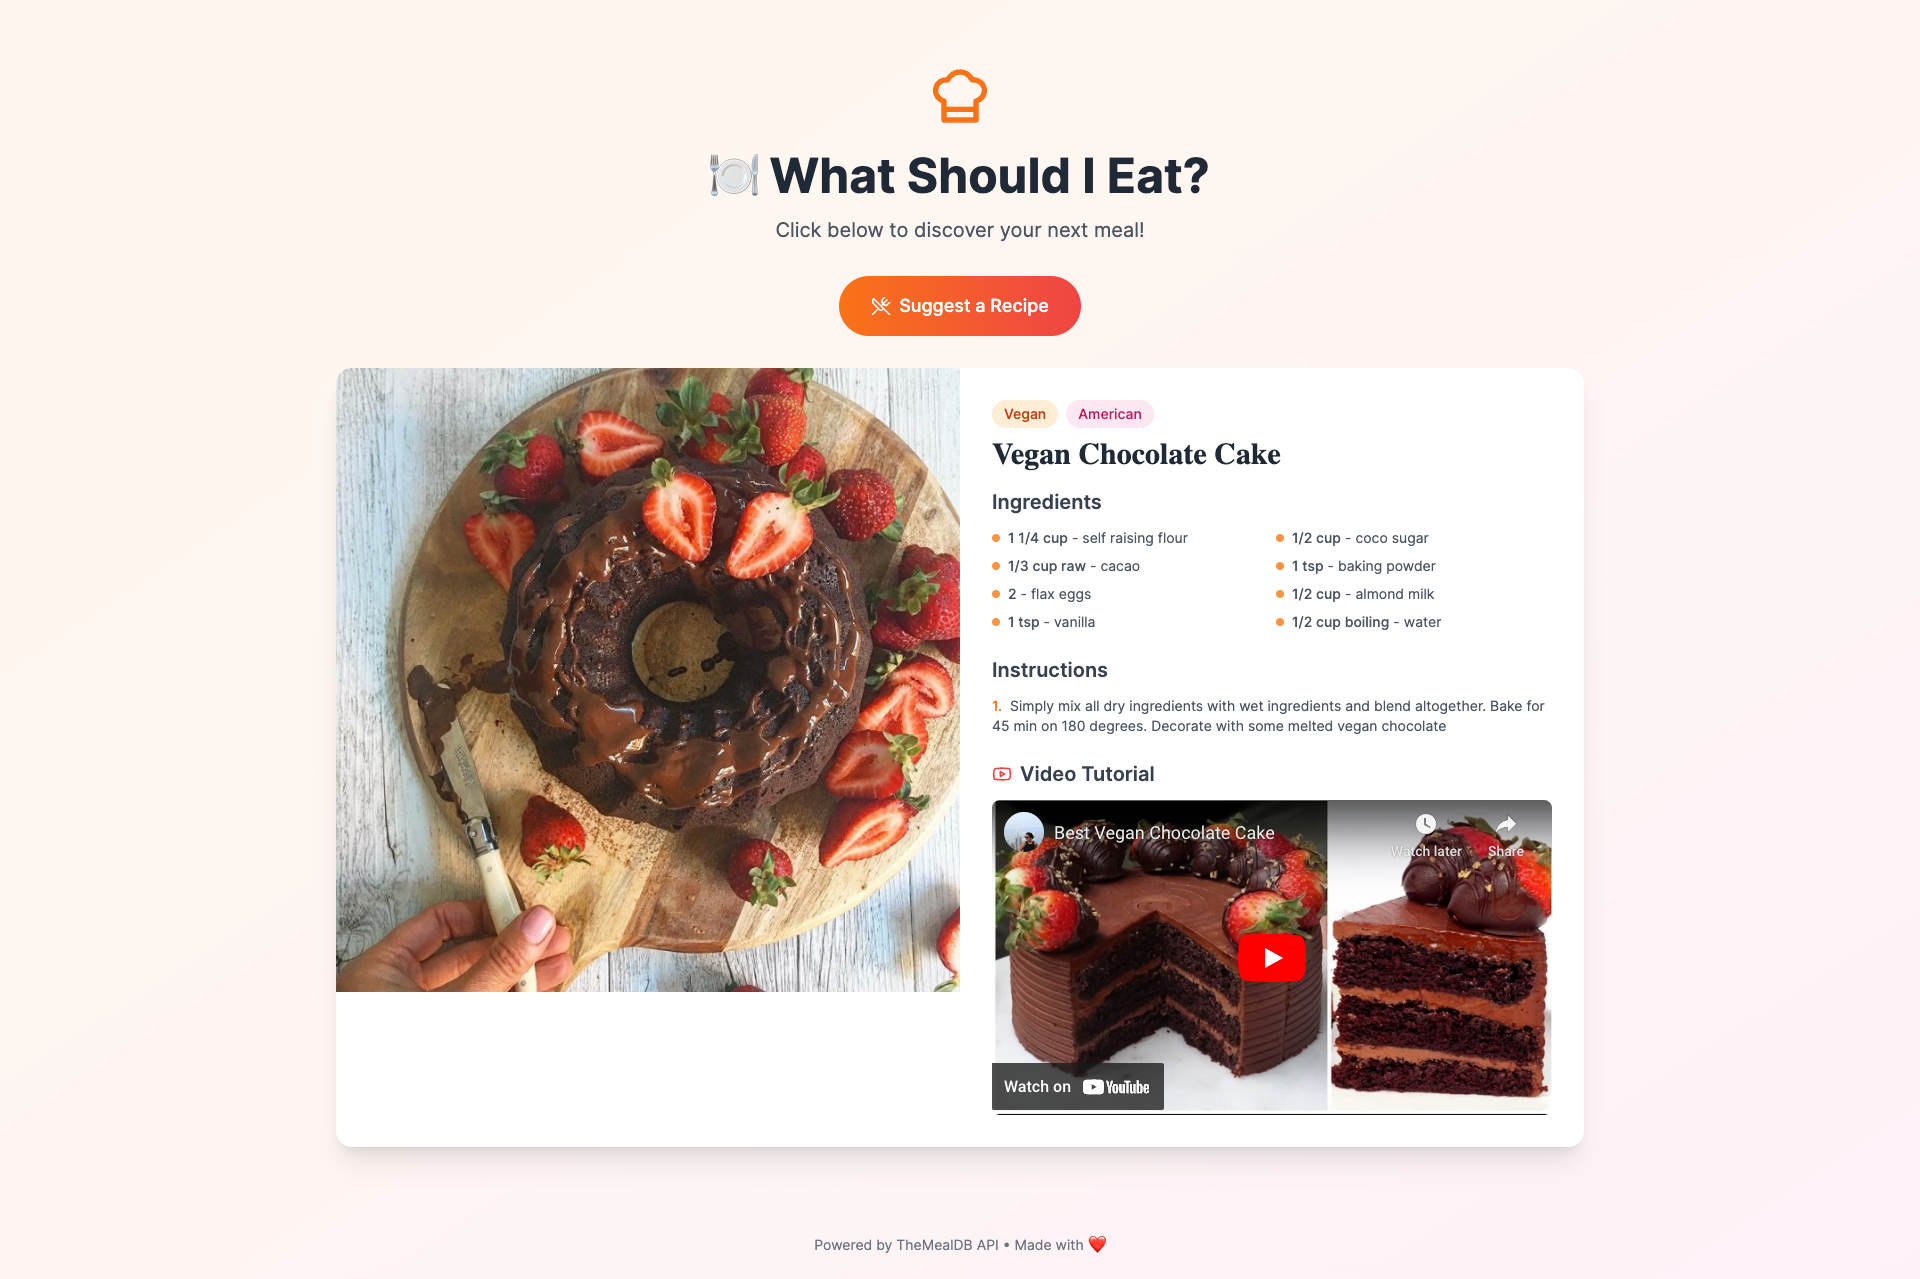 🍽️ What Should I Eat?
Click below to discover your next meal!
Suggest a Recipe
Vegan American
Vegan Chocolate Cake
Ingredients
1 1/4 cup - self raising flour
1/2 cup - coco sugar
1/3 cup raw - cacao
1 tsp - baking powder
2 - flax eggs
1/2 cup - almond milk
1 tsp - vanilla
1/2 cup boiling - water
Instructions
1. Simply mix all dry ingredients with wet ingredients and blend altogether. Bake for
45 min on 180 degrees. Decorate with some melted vegan chocolate
Video Tutorial
Best Vegan Chocolate Cake
Watch later
Share
Watch on YouTube
Powered by TheMealDB API • Made with ❤️